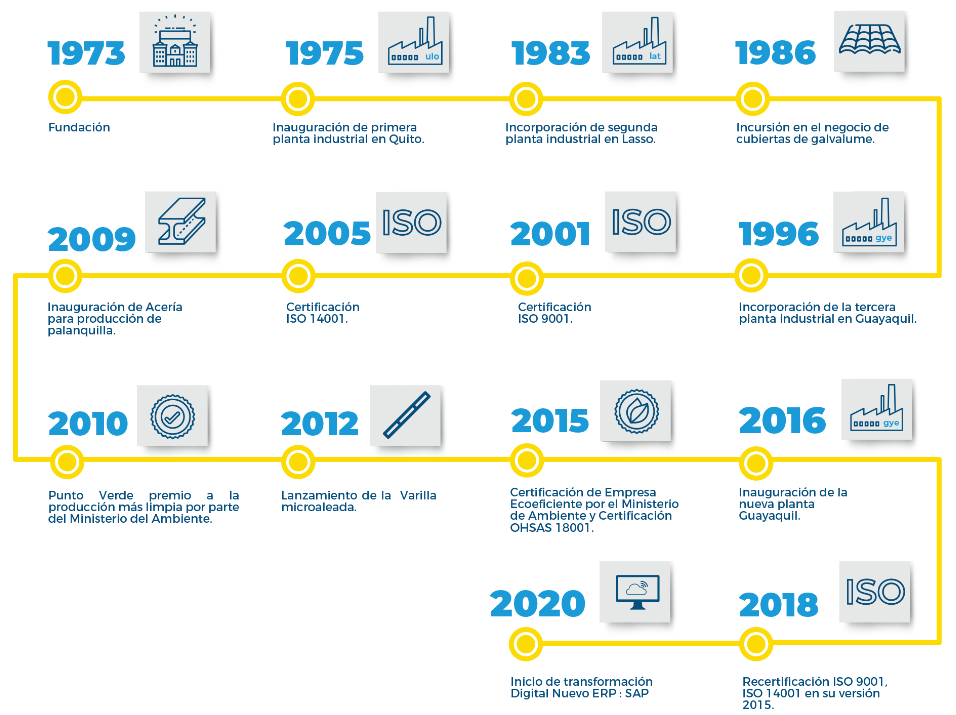 1973
Fundación
1975
ulo
Inauguración de primera
planta industrial en Quito.
1983
lat
Incorporación de segunda
planta industrial en Lasso.
1986
Incursión en el negocio de
cubiertas de galvalume.
2009
Inauguración de Acería
para producción de
palanquilla.
2005
ISO
Certificación
ISO 14001.
2001
ISO
Certificación
ISO 9001.
1996
gye
Incorporación de la tercera
planta Industrial en Guayaquil.
2010
Punto Verde premio a la
producción más limpia por parte
del Ministerio del Ambiente.
2012
Lanzamiento de la Varilla
microaleada.
2015
Certificación de Empresa
Ecoeficiente por el Ministerio
de Ambiente y Certificación
OHSAS 18001.
2016
gye
Inauguración de la
nueva planta
Guayaquil.
2020
Inicio de transformación
Digital Nuevo ERP : SAP
2018
ISO
Recertificación ISO 9001,
ISO 14001 en su versión
2015.